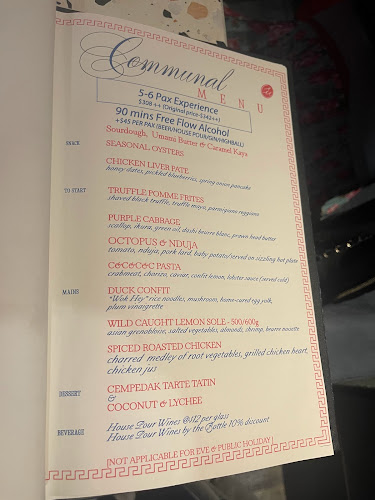 Communal
MENU
5-6 Pax Experience
$308 ++ (Original price-$342++)
90 mins Free Flow Alcohol
+$45 PER PAX (BEER/HOUSE POUR/GIN/HIGHBALL)
Sourdough, Umami Butter & Caramel Kaya
SNACK
SEASONAL OYSTERS
CHICKEN LIVER PATE
honey dates, pickled blueberries, spring onion pancake
TO START
TRUFFLE POMME FRITES
shaved black truffle, truffle mayo, parmigiano reggiano
PURPLE CABBAGE
scallop, ikura, green oil, dashi beurre blanc, prawn head butter
OCTOPUS & NDUJA
tomato, nduja, pork lard, baby potato/served on sizzling hot plate
C&C&C&C PASTA
crabmeat, chorizo, caviar, confit lemon, lobster sauce (served cold)
MAINS
DUCK CONFIT
"Wok Hey" rice noodles, mushroom, house-cured egg yolk,
plum vinaigrette
WILD CAUGHT LEMON SOLE - 500/600g
asian grenobloise, salted vegetables, almonds, shrimp, beurre noisette
SPICED ROASTED CHICKEN
charred medley of root vegetables, grilled chicken heart,
chicken jus
DESSERT
CEMPEDAK TARTE TATIN
&
COCONUT & LYCHEE
BEVERAGE
House Pour Wines @$12 per glass
House Pour Wines by the Bottle 10% discount
[NOT APPLICABLE FOR EVE & PUBLIC HOLIDAY]